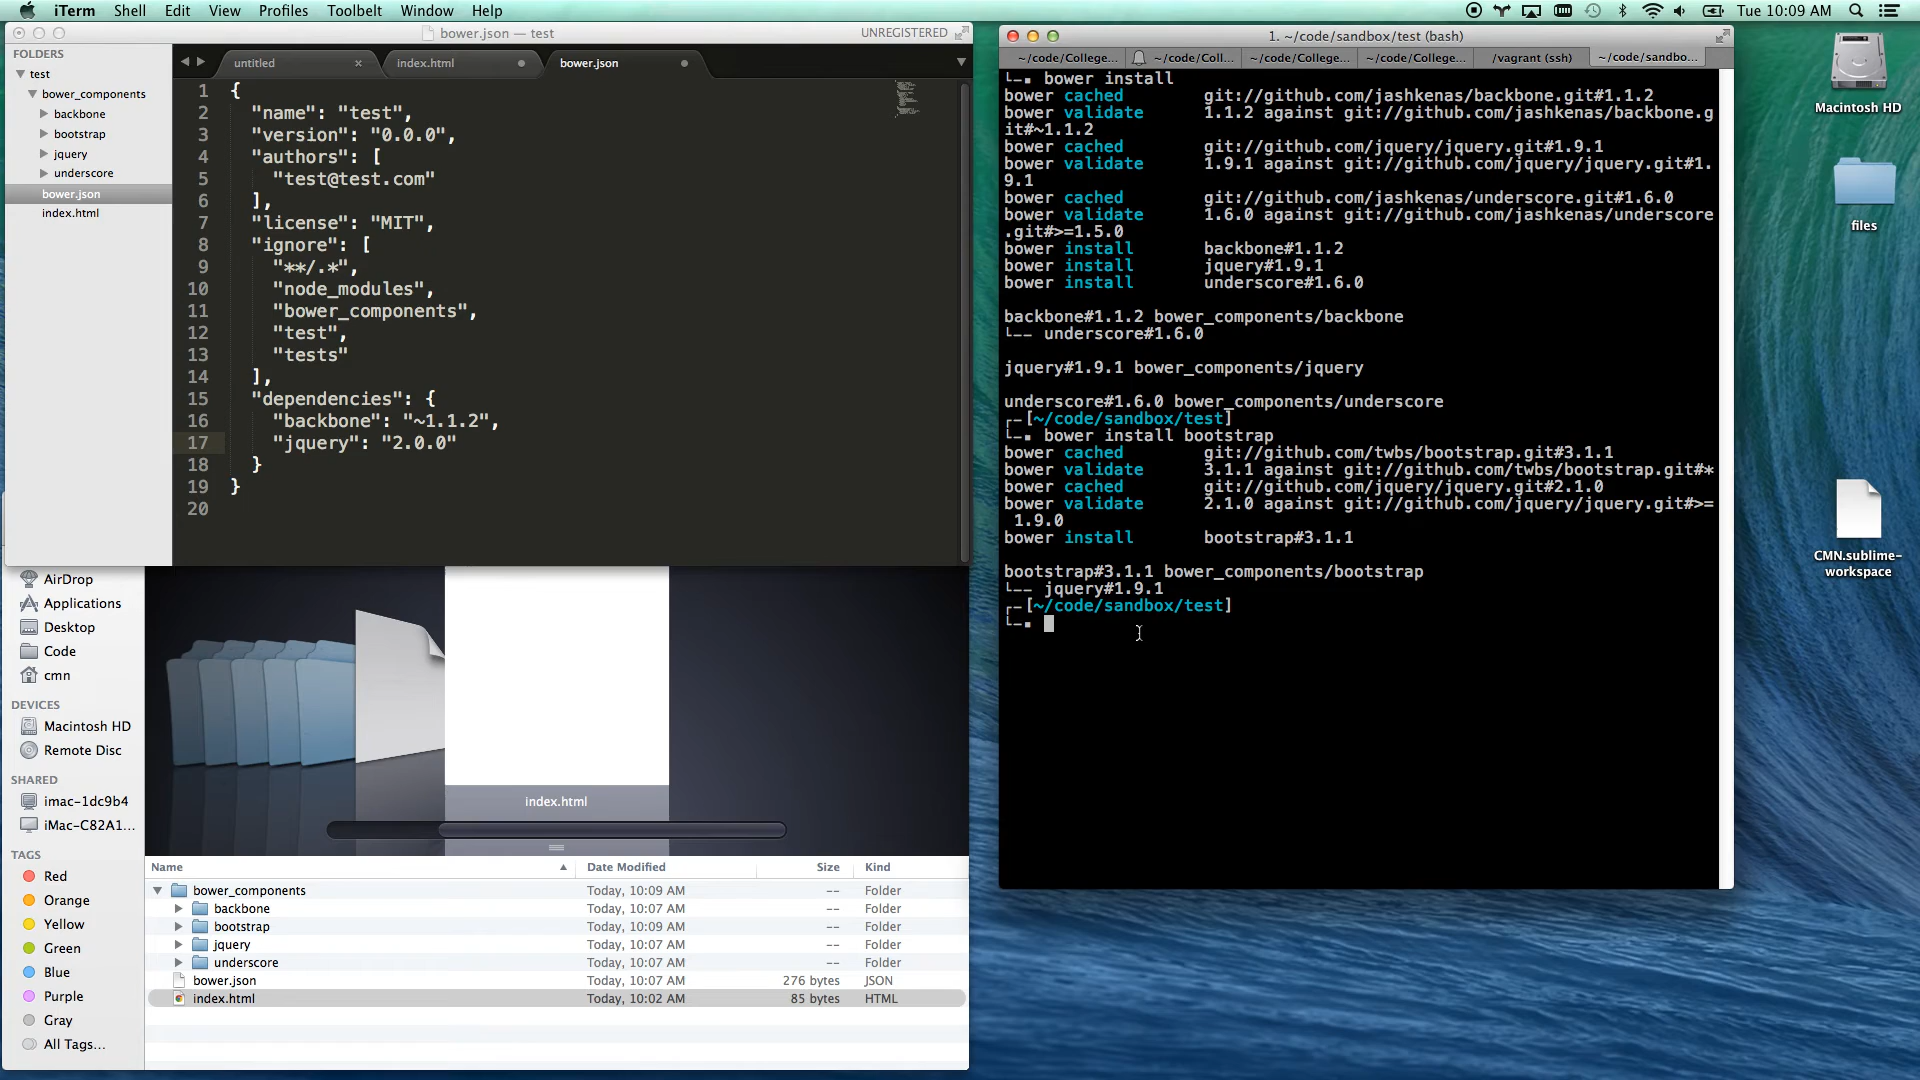 iTerm Shell Edit View Profiles Toolbelt Window Help
Tue 10:09 AM
bower.json — test
UNREGISTERED
FOLDERS
test
bower_components
backbone
bootstrap
jquery
underscore
bower.json
index.html
untitled
index.html
bower.json
1 {
2 "name": "test",
3 "version": "0.0.0",
4 "authors": [
5 "test@test.com"
6 ],
7 "license": "MIT",
8 "ignore": [
9 "**/.*",
10 "node_modules",
11 "bower_components",
12 "test",
13 "tests"
14 ],
15 "dependencies": {
16 "backbone": "~1.1.2",
17 "jquery": "2.0.0"
18 }
19 }
20
AirDrop
Applications
Desktop
Code
cmn
DEVICES
Macintosh HD
Remote Disc
SHARED
imac-1dc9b4
iMac-C82A1...
TAGS
Red
Orange
Yellow
Green
Blue
Purple
Gray
All Tags...
index.html
Name Date Modified Size Kind
bower_components Today, 10:09 AM -- Folder
backbone Today, 10:07 AM -- Folder
bootstrap Today, 10:09 AM -- Folder
jquery Today, 10:07 AM -- Folder
underscore Today, 10:07 AM -- Folder
bower.json Today, 10:07 AM 276 bytes JSON
index.html Today, 10:02 AM 85 bytes HTML
1. ~/code/sandbox/test (bash)
~/code/College... ~/code/Coll... ~/code/College... ~/code/College... /vagrant (ssh) ~/code/sandbo...
bower install
bower cached git://github.com/jashkenas/backbone.git#1.1.2
bower validate 1.1.2 against git://github.com/jashkenas/backbone.g
it#~1.1.2
bower cached git://github.com/jquery/jquery.git#1.9.1
bower validate 1.9.1 against git://github.com/jquery/jquery.git#1.
9.1
bower cached git://github.com/jashkenas/underscore.git#1.6.0
bower validate 1.6.0 against git://github.com/jashkenas/underscore
.git#>=1.5.0
bower install backbone#1.1.2
bower install jquery#1.9.1
bower install underscore#1.6.0
backbone#1.1.2 bower_components/backbone
└── underscore#1.6.0
jquery#1.9.1 bower_components/jquery
underscore#1.6.0 bower_components/underscore
[~/code/sandbox/test]
bower install bootstrap
bower cached git://github.com/twbs/bootstrap.git#3.1.1
bower validate 3.1.1 against git://github.com/twbs/bootstrap.git#*
bower cached git://github.com/jquery/jquery.git#2.1.0
bower validate 2.1.0 against git://github.com/jquery/jquery.git#>=
1.9.0
bower install bootstrap#3.1.1
bootstrap#3.1.1 bower_components/bootstrap
└── jquery#1.9.1
[~/code/sandbox/test]
Macintosh HD
files
CMN.sublime-
workspace